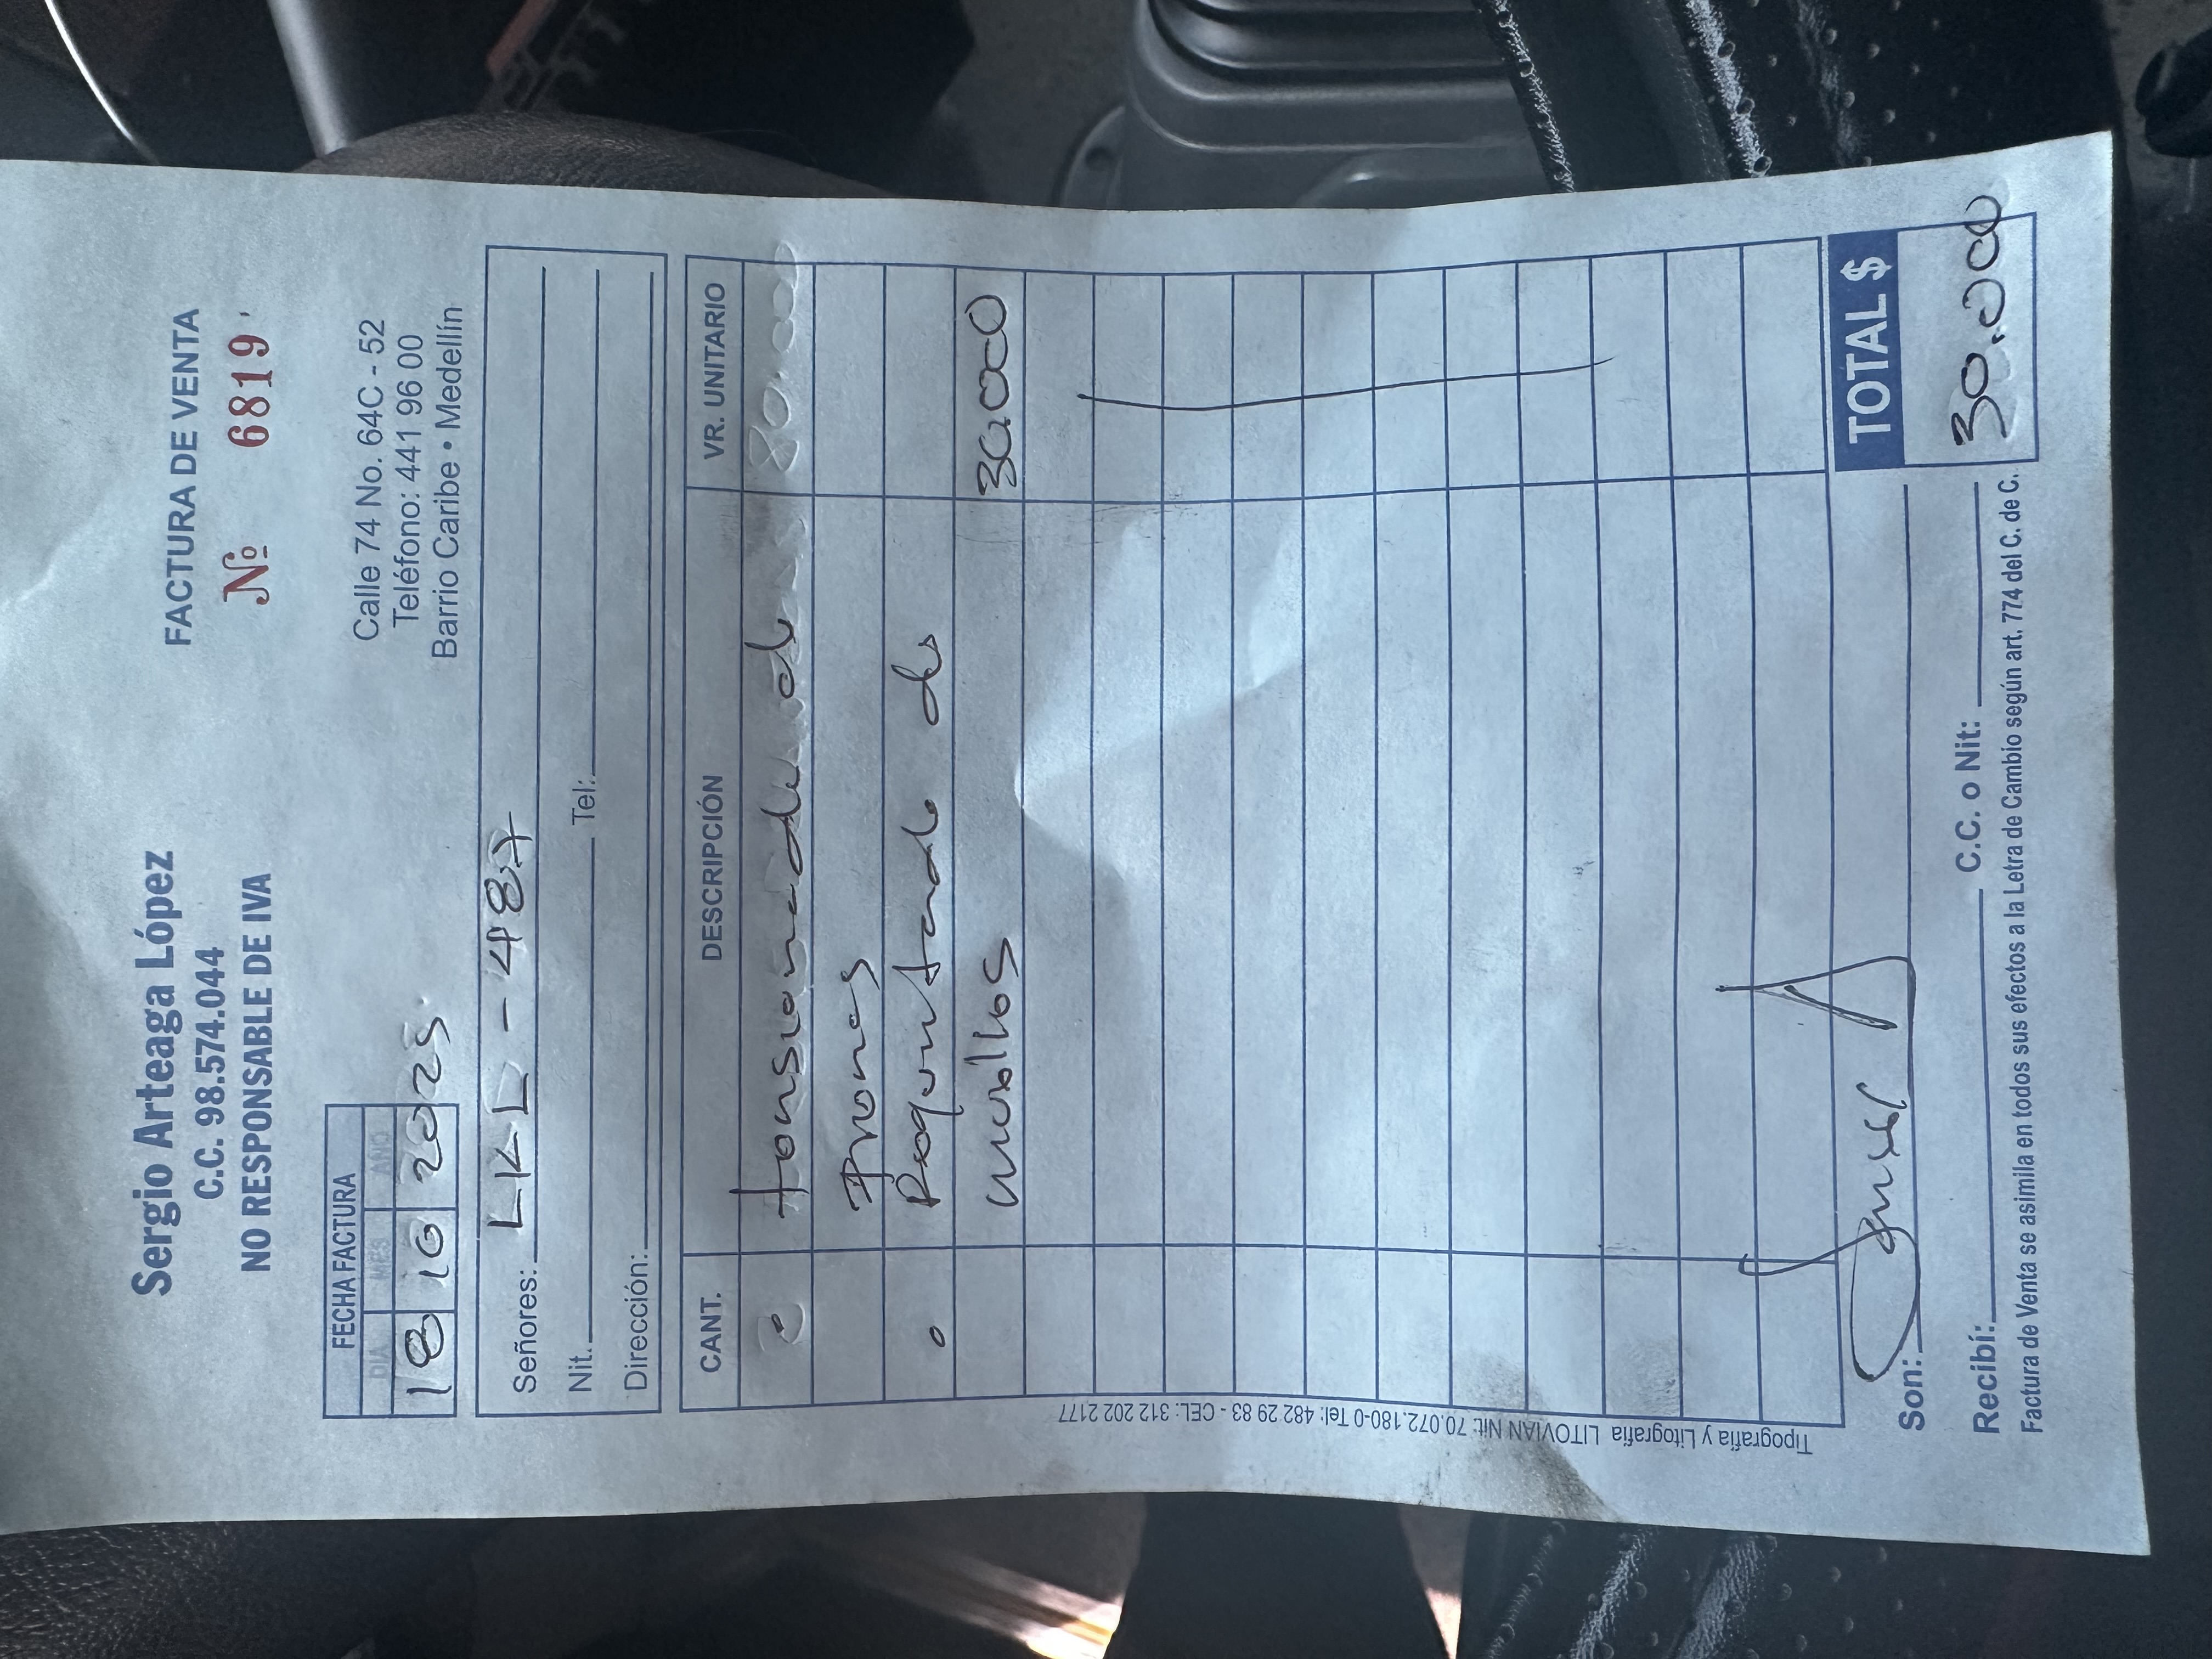 Sergio Arteaga López
C.C. 98.574.044
NO RESPONSABLE DE IVA
FACTURA DE VENTA
Nº 6819
FECHA FACTURA
DIA MES AÑO
18 10 2025
Calle 74 No. 64C - 52
Teléfono: 441 96 00
Barrio Caribe • Medellín
Señores: LKL-487
Nit. Tel:
Dirección:
CANT. DESCRIPCIÓN VR. UNITARIO
tensionada de
Frenos
de
30.000
TOTAL $
30.000
Son:
Recibí: C.C. o Nit:
Factura de Venta se asimila en todos sus efectos a la Letra de Cambio según art. 774 del C. de C.
Tipografía y Litografía LITOVIAN Nit: 70.072.180-0 Tel: 482 29 83 - CEL: 312 202 2177